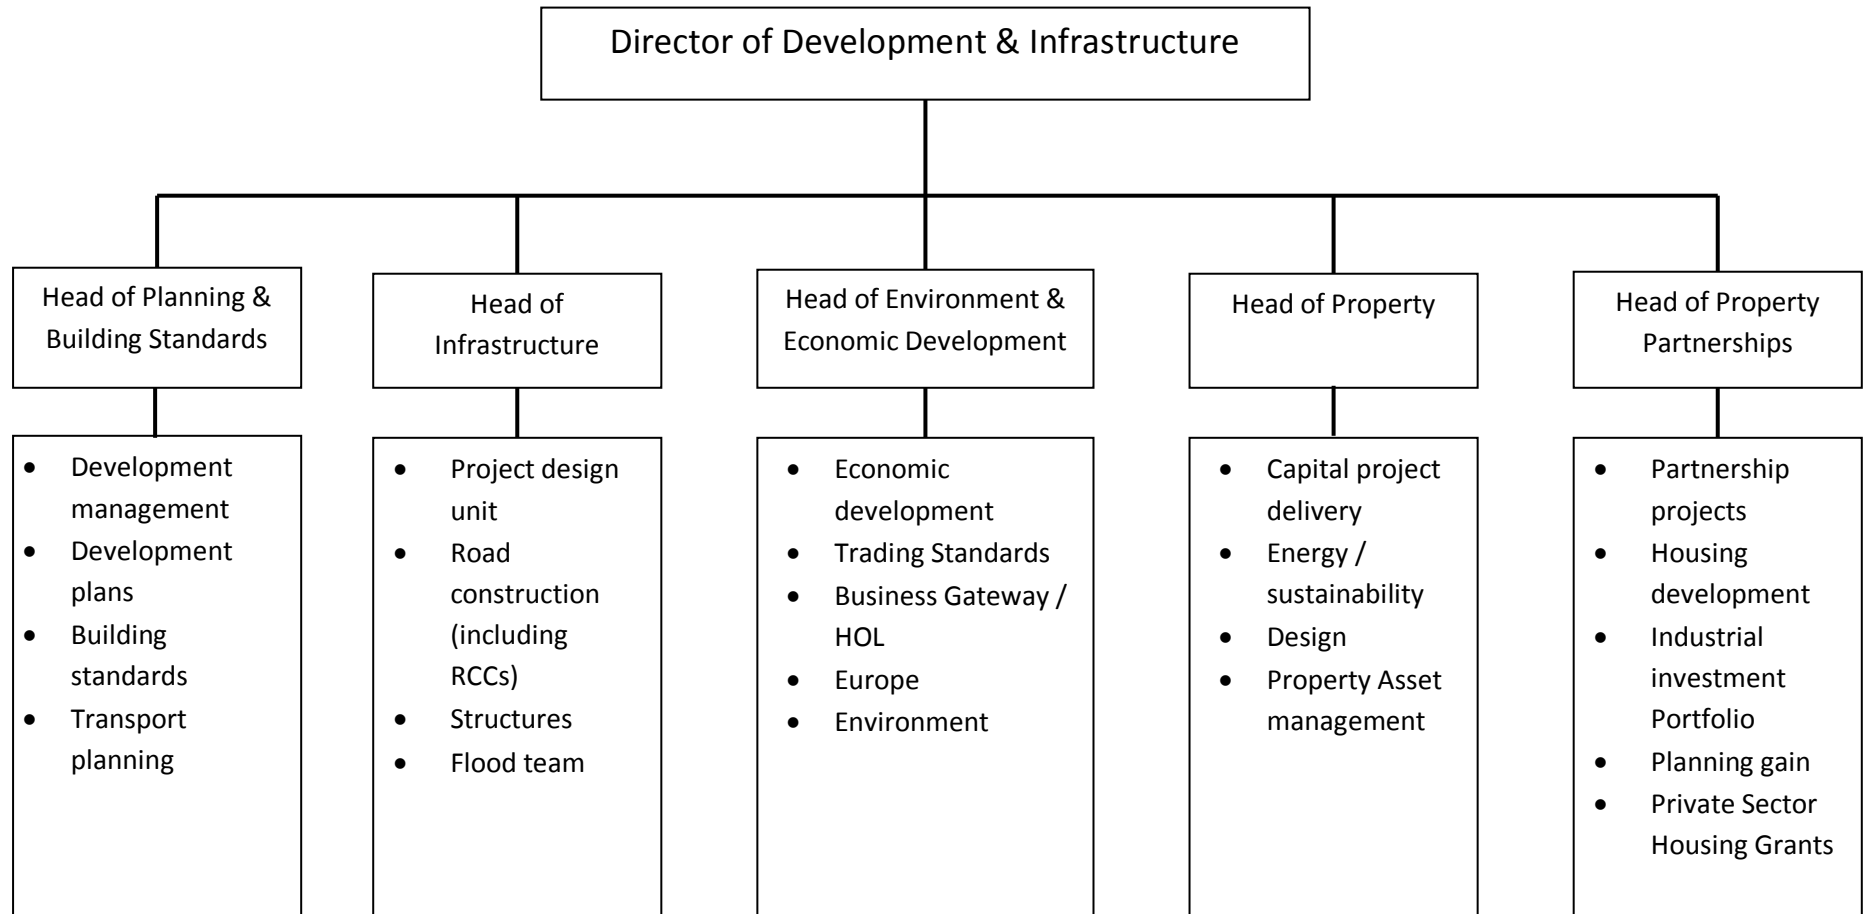 Director of Development & Infrastructure
Head of Planning &
Building Standards
Head of
Infrastructure
Head of Environment &
Economic Development
Head of Property
Head of Property
Partnerships
• Development
management
• Development
plans
• Building
standards
• Transport
planning
• Project design
unit
• Road
construction
(including
RCCs)
• Structures
• Flood team
• Economic
development
• Trading Standards
• Business Gateway /
HOL
• Europe
• Environment
• Capital project
delivery
• Energy /
sustainability
• Design
• Property Asset
management
• Partnership
projects
• Housing
development
• Industrial
investment
Portfolio
• Planning gain
• Private Sector
Housing Grants